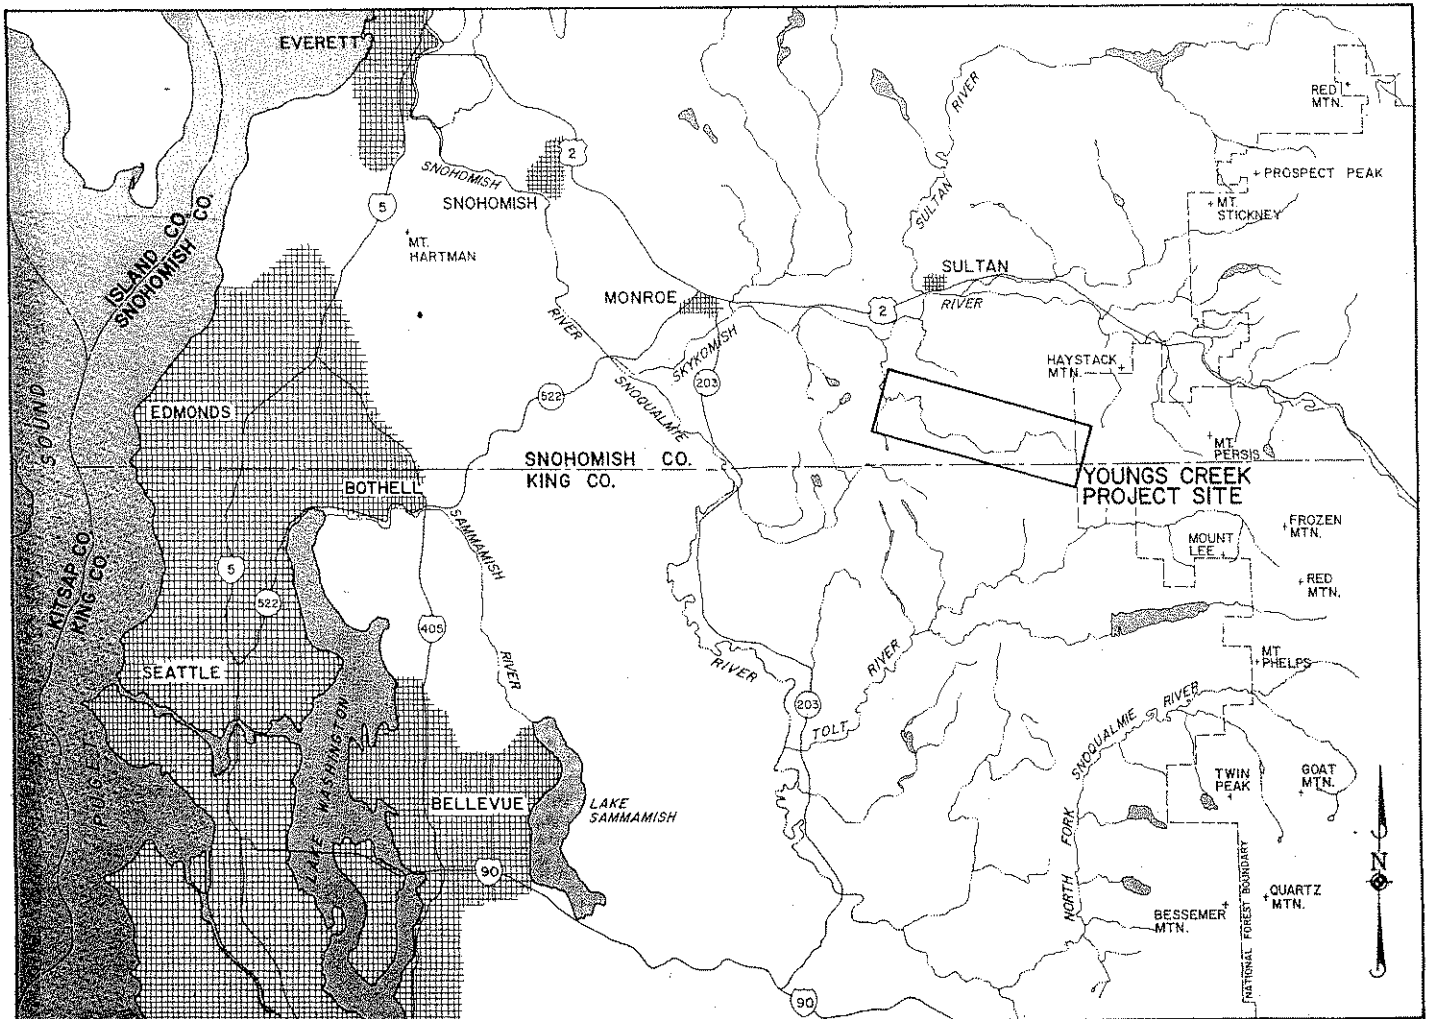 EVERETT
RED
MTN.
RIVER
2
SNOHOMISH
PROSPECT PEAK
SNOHOMISH
5
SULTAN
MT.
STICKNEY
MT.
HARTMAN
ISLAND CO.
SNOHOMISH CO.
SULTAN
MONROE
RIVER
2
RIVER
SKYKOMISH
HAYSTACK
MTN.
203
522
SNOQUALMIE
EDMONDS
SOUND
SNOHOMISH CO.
KING CO.
MT.
PERSIS
YOUNGS CREEK
PROJECT SITE
BOTHELL
SAMMAMISH
FROZEN
MTN.
MOUNT
LEE
KITSAP CO.
KING CO.
5
522
405
RED
MTN.
RIVER
RIVER
RIVER
MT
PHELPS
SEATTLE
203
TOLT
SNOQUALMIE RIVER
LAKE WASHINGTON
PUGET
TWIN
PEAK
GOAT
MTN.
BELLEVUE
LAKE
SAMMAMISH
NORTH FORK
N
90
QUARTZ
MTN.
BESSEMER
MTN.
NATIONAL FOREST BOUNDARY
90